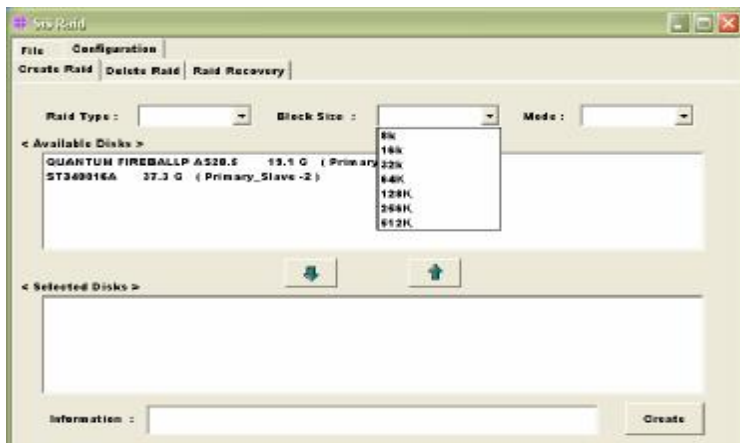 Sis Raid
File Configuration
Create Raid Delete Raid Raid Recovery
Raid Type : Block Size : Mode :
8k
16k
32k
64K
128K
256K
512K
< Available Disks >
QUANTUM FIREBALLP AS20.5 19.1 G ( Primary_
ST340016A 37.3 G ( Primary_Slave -2 )
< Selected Disks >
Information :
Create